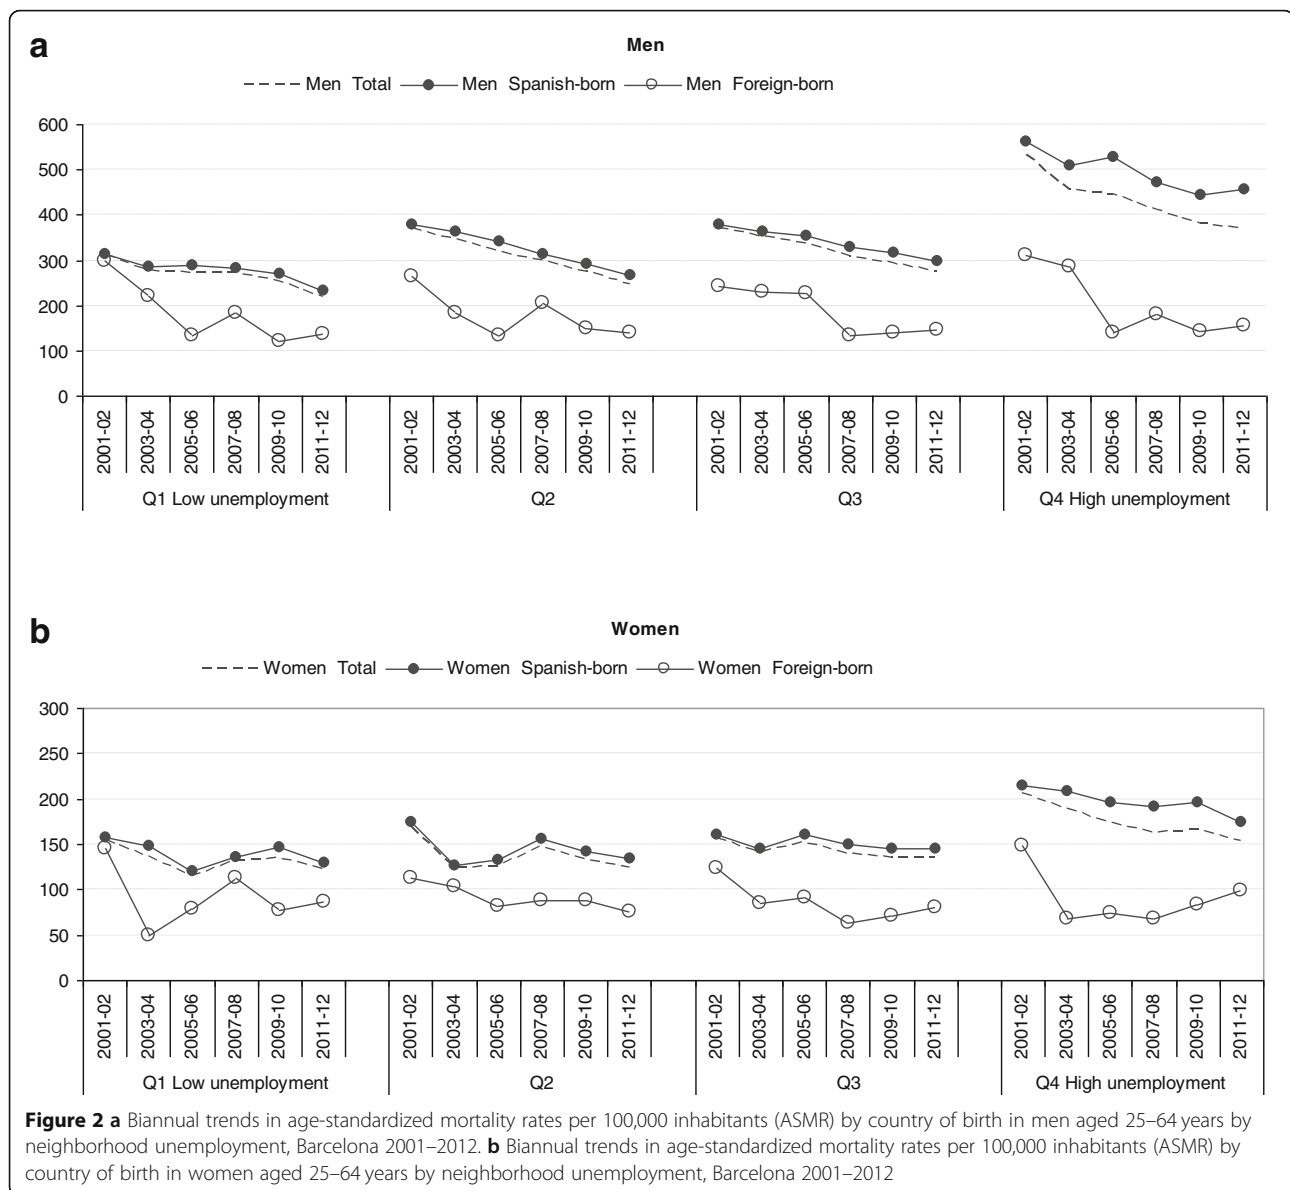 a
Men
Men Total Men Spanish-born Men Foreign-born
600
500
400
300
200
100
0
2001-02 2003-04 2005-06 2007-08 2009-10 2011-12 2001-02 2003-04 2005-06 2007-08 2009-10 2011-12 2001-02 2003-04 2005-06 2007-08 2009-10 2011-12 2001-02 2003-04 2005-06 2007-08 2009-10 2011-12
Q1 Low unemployment Q2 Q3 Q4 High unemployment
b
Women
Women Total Women Spanish-born Women Foreign-born
300
250
200
150
100
50
0
2001-02 2003-04 2005-06 2007-08 2009-10 2011-12 2001-02 2003-04 2005-06 2007-08 2009-10 2011-12 2001-02 2003-04 2005-06 2007-08 2009-10 2011-12 2001-02 2003-04 2005-06 2007-08 2009-10 2011-12
Q1 Low unemployment Q2 Q3 Q4 High unemployment
Figure 2 a Biannual trends in age-standardized mortality rates per 100,000 inhabitants (ASMR) by country of birth in men aged 25–64 years by
neighborhood unemployment, Barcelona 2001–2012. b Biannual trends in age-standardized mortality rates per 100,000 inhabitants (ASMR) by
country of birth in women aged 25–64 years by neighborhood unemployment, Barcelona 2001–2012